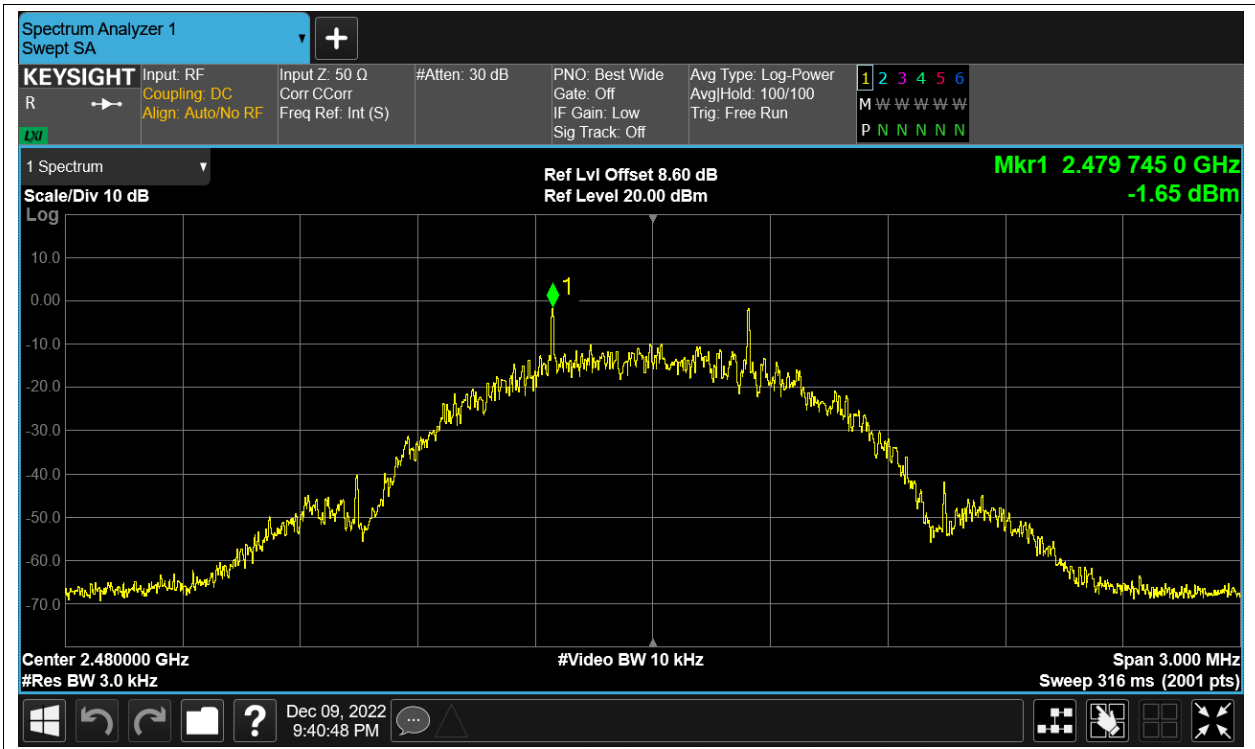 Spectrum Analyzer 1
Swept SA
+
KEYSIGHT Input: RF Input Z: 50 Ω #Atten: 30 dB PNO: Best Wide Avg Type: Log-Power 1 2 3 4 5 6
R Coupling: DC Corr CCorr Gate: Off Avg|Hold: 100/100 M W W W W W W
Align: Auto/No RF Freq Ref: Int (S) IF Gain: Low Trig: Free Run
LXI Sig Track: Off P N N N N N N
1 Spectrum
Ref Lvl Offset 8.60 dB Mkr1 2.479 745 0 GHz
Scale/Div 10 dB Ref Level 20.00 dBm -1.65 dBm
Log
10.0
1
0.00
-10.0
-20.0
-30.0
-40.0
-50.0
-60.0
-70.0
Center 2.480000 GHz #Video BW 10 kHz Span 3.000 MHz
#Res BW 3.0 kHz Sweep 316 ms (2001 pts)
? Dec 09, 2022
9:40:48 PM